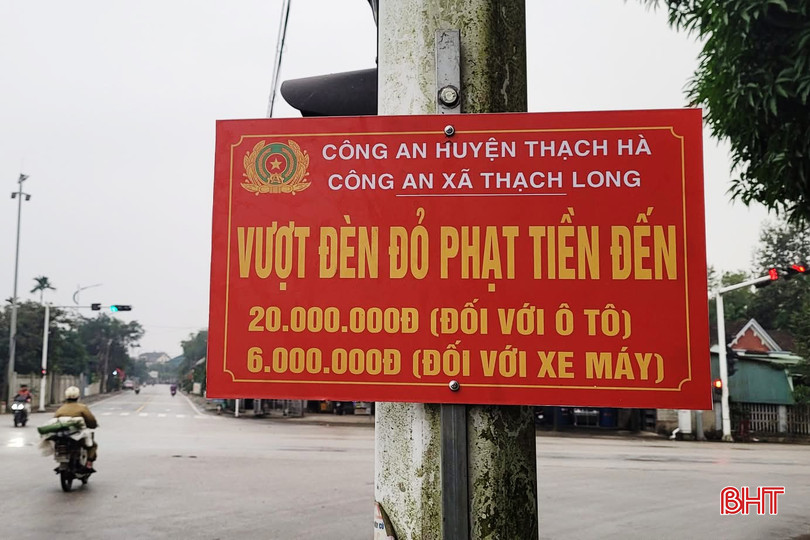 CÔNG AN HUYỆN THẠCH HÀ
CÔNG AN XÃ THẠCH LONG
VƯỢT ĐÈN ĐỎ PHẠT TIỀN ĐẾN
20.000.000Đ (ĐỐI VỚI Ô TÔ)
6.000.000Đ (ĐỐI VỚI XE MÁY)
BHT